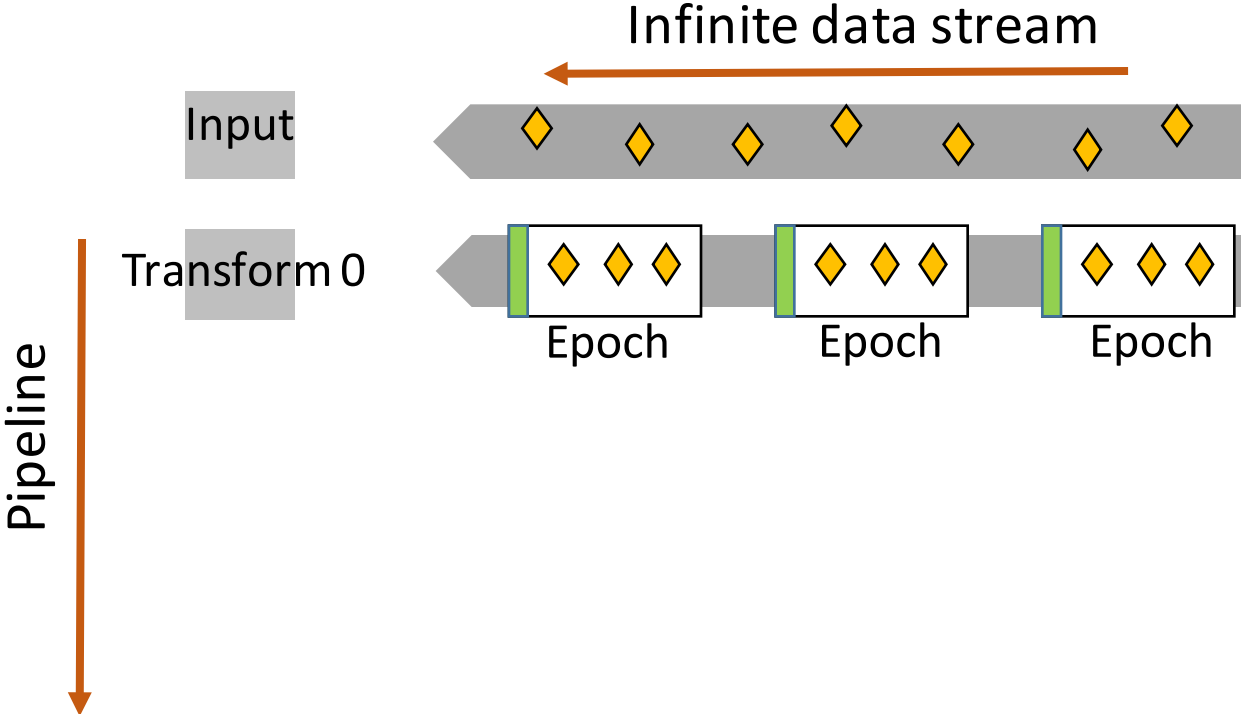 Infinite data stream
Input
Transform 0
Epoch
Epoch
Epoch
Pipeline